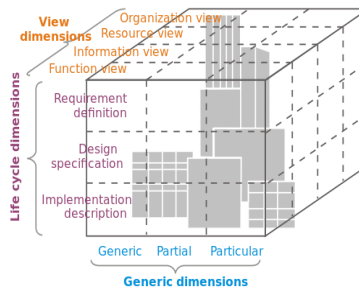 View
dimensions
Organization view
Resource view
Information view
Function view
Life cycle dimensions
Requirement
definition
Design
specification
Implementation
description
Generic
Partial
Particular
Generic dimensions